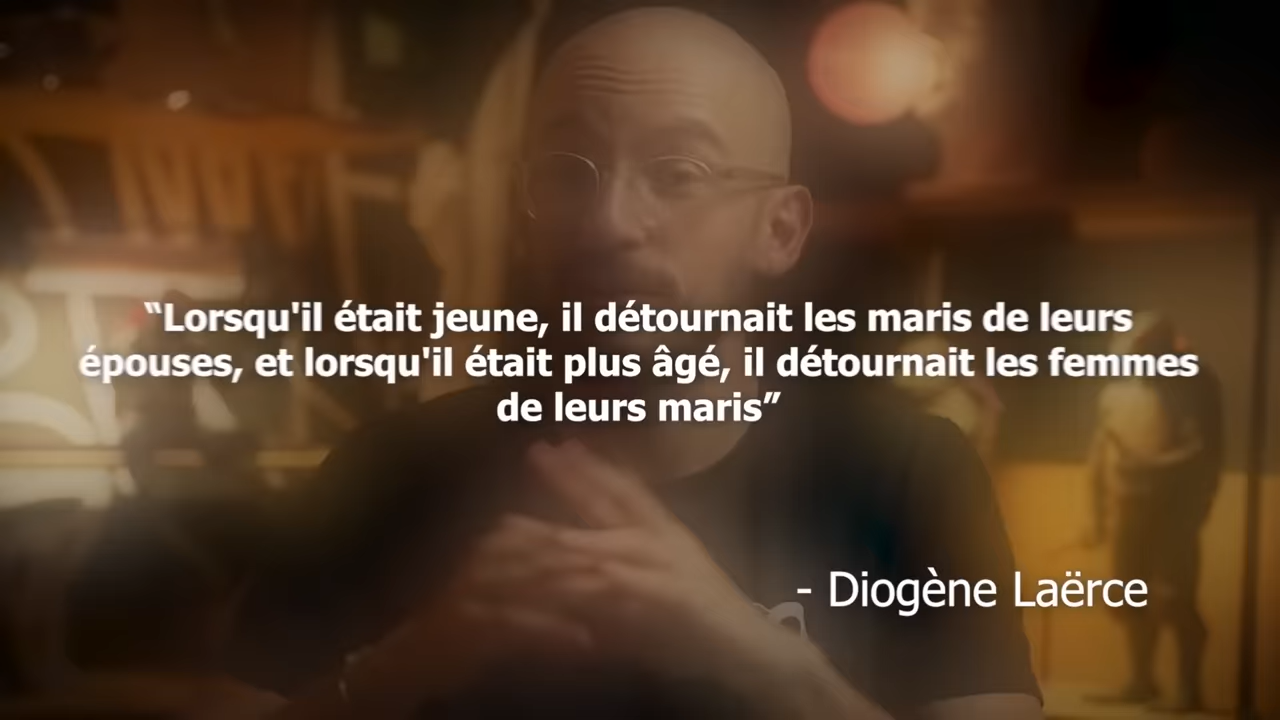 “Lorsqu'il était jeune, il détournait les maris de leurs
épouses, et lorsqu'il était plus âgé, il détournait les femmes
de leurs maris”
- Diogène Laërce